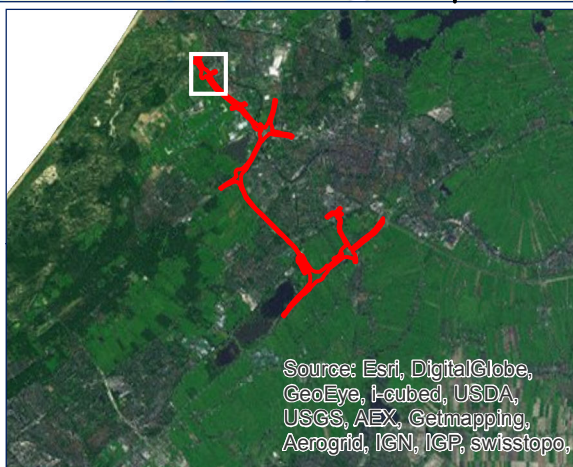 Source: Esri, DigitalGlobe,
GeoEye, i-cubed, USDA,
USGS, AEX, Getmapping,
Aerogrid, IGN, IGP, swisstopo,